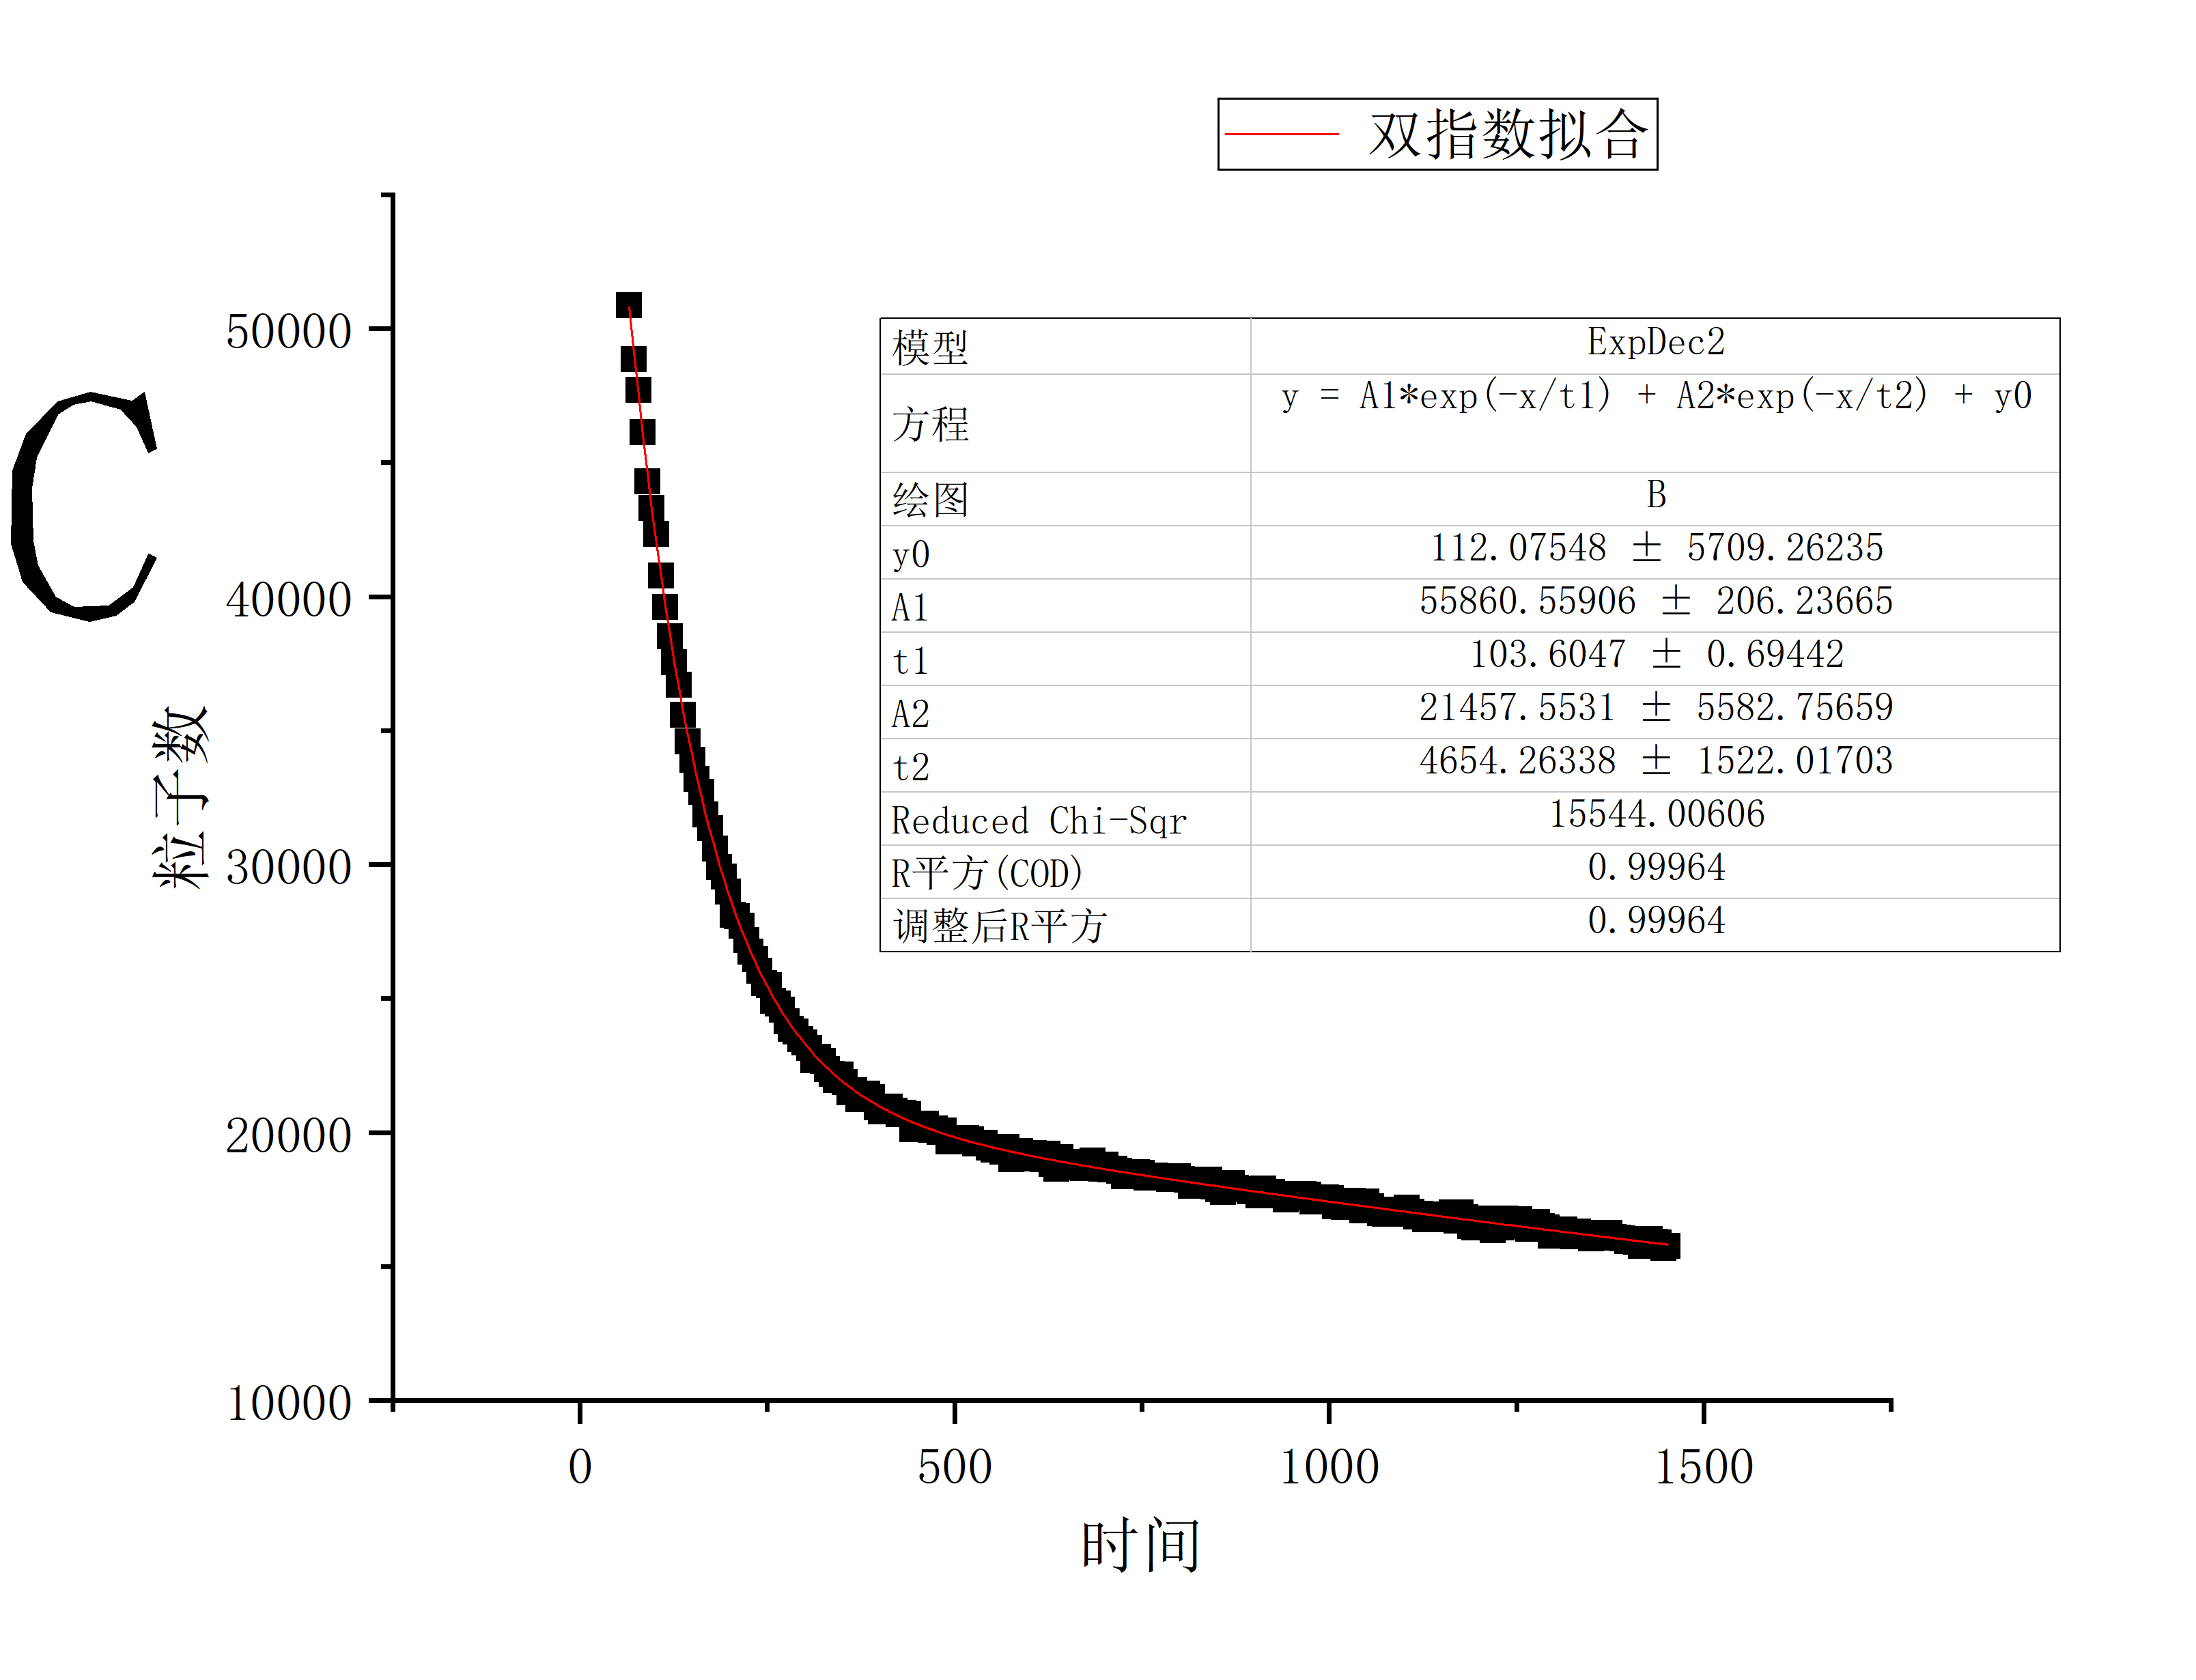 双指数拟合
C
粒子数
50000
40000
30000
20000
10000
模型 ExpDec2
方程 y = A1*exp(-x/t1) + A2*exp(-x/t2) + y0
绘图 B
y0 112.07548 ± 5709.26235
A1 55860.55906 ± 206.23665
t1 103.6047 ± 0.69442
A2 21457.5531 ± 5582.75659
t2 4654.26338 ± 1522.01703
Reduced Chi-Sqr 15544.00606
R平方(COD) 0.99964
调整后R平方 0.99964
0 500 1000 1500
时间